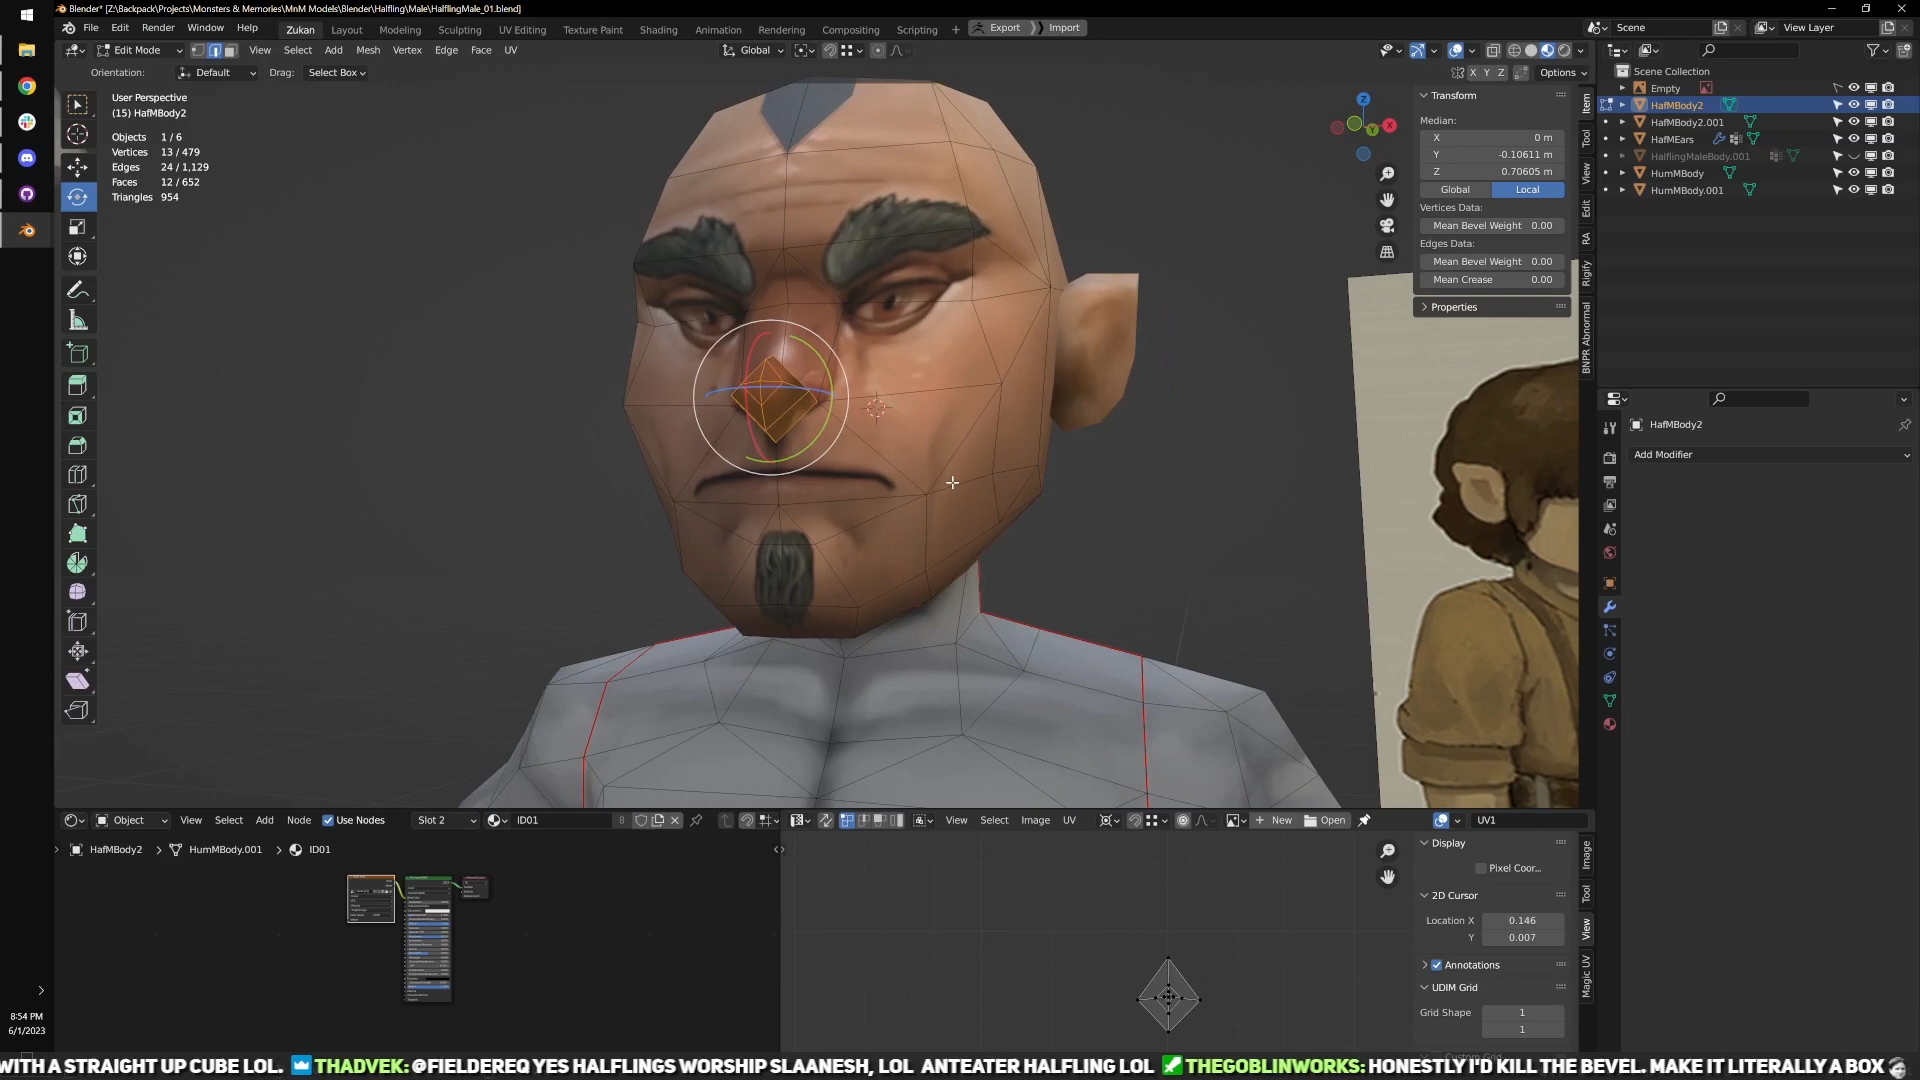 Blender* [Z:\Backpack\Projects\Monsters & Memories\MnM Models\Blender\Halfling\Male\HalflingMale_01.blend]
File Edit Render Window Help Zukan Layout Modeling Sculpting UV Editing Texture Paint Shading Animation Rendering Compositing Scripting + Export Import Scene View Layer
Edit Mode View Select Add Mesh Vertex Edge Face UV Global
Orientation: Default Drag: Select Box X Y Z Options
User Perspective
(15) HafMBody2
Objects 1 / 6
Vertices 13 / 479
Edges 24 / 1,129
Faces 12 / 652
Triangles 954
Z
X
Y
Transform
Median:
X 0 m
Y -0.10611 m
Z 0.70605 m
Global Local
Vertices Data:
Mean Bevel Weight 0.00
Edges Data:
Mean Bevel Weight 0.00
Mean Crease 0.00
Properties
Item
Tool
View
Edit
RA
Rigify
BNPR Abnormal
Scene Collection
Empty
HafMBody2
HafMBody2.001
HafMEars
HalflingMaleBody.001
HumMBody
HumMBody.001
HafMBody2
Add Modifier
Object View Select Add Node Use Nodes Slot 2 ID01 8
HafMBody2 > HumMBody.001 > ID01
View Select Image UV New Open UV1
Display
Pixel Coor...
2D Cursor
Location X 0.146
Y 0.007
Annotations
UDIM Grid
Grid Shape 1
1
Custom Grid
Image
Tool
View
Magic UV
8:54 PM
6/1/2023
WITH A STRAIGHT UP CUBE LOL. THADVEK: @FIELDEREQ YES HALFLINGS WORSHIP SLAANESH, LOL ANTEATER HALFLING LOL THEGOBLINWORKS: HONESTLY I'D KILL THE BEVEL. MAKE IT LITERALLY A BOX